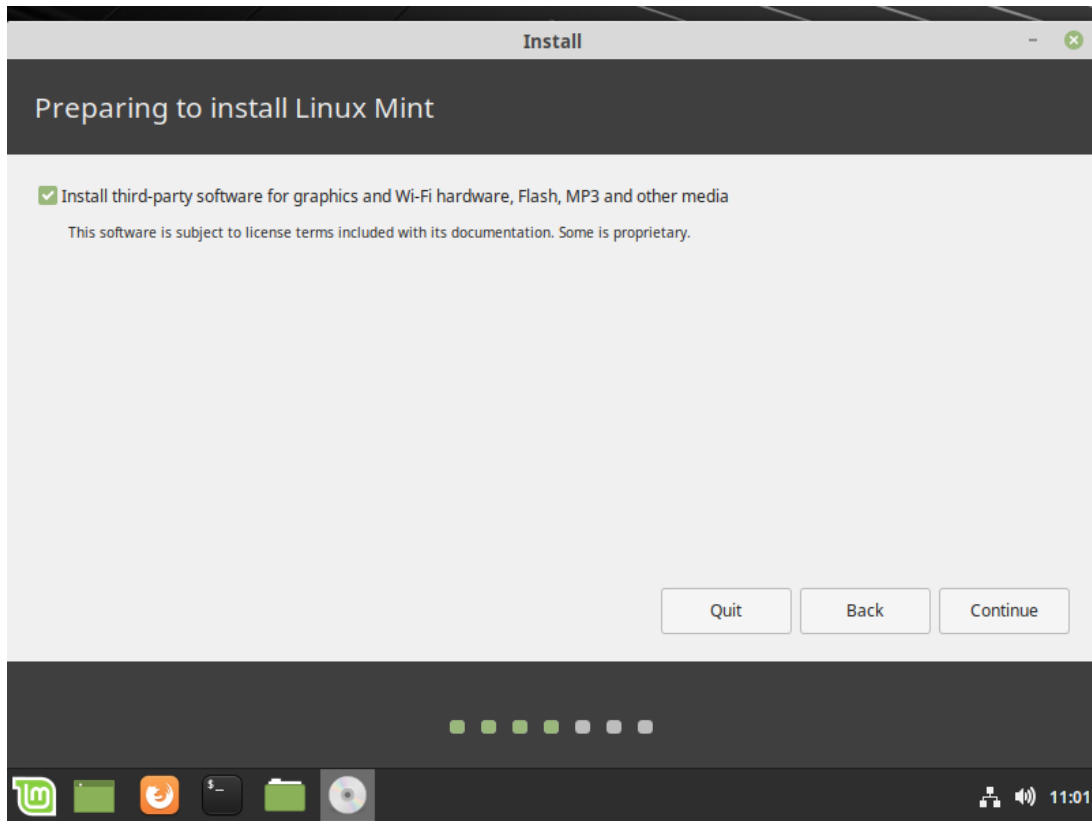 Install
Preparing to install Linux Mint
Install third-party software for graphics and Wi-Fi hardware, Flash, MP3 and other media
This software is subject to license terms included with its documentation. Some is proprietary.
Quit Back Continue
$_
11:01